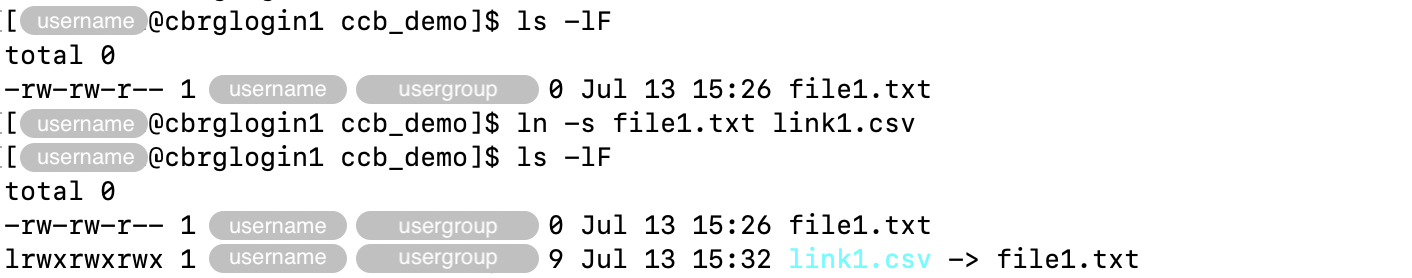 [username@cbrglogin1 ccb_demo]$ ls -lF
total 0
-rw-rw-r-- 1 username usergroup 0 Jul 13 15:26 file1.txt
[username@cbrglogin1 ccb_demo]$ ln -s file1.txt link1.csv
[username@cbrglogin1 ccb_demo]$ ls -lF
total 0
-rw-rw-r-- 1 username usergroup 0 Jul 13 15:26 file1.txt
lrwxrwxrwx 1 username usergroup 9 Jul 13 15:32 link1.csv -> file1.txt